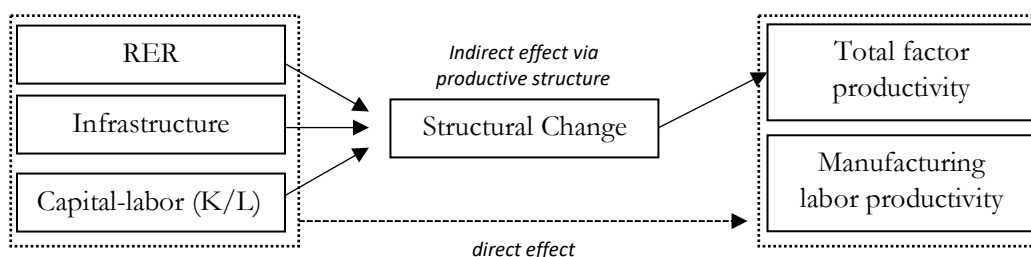 RER
Infrastructure
Capital-labor (K/L)
Indirect effect via
productive structure
Structural Change
Total factor
productivity
Manufacturing
labor productivity
direct effect